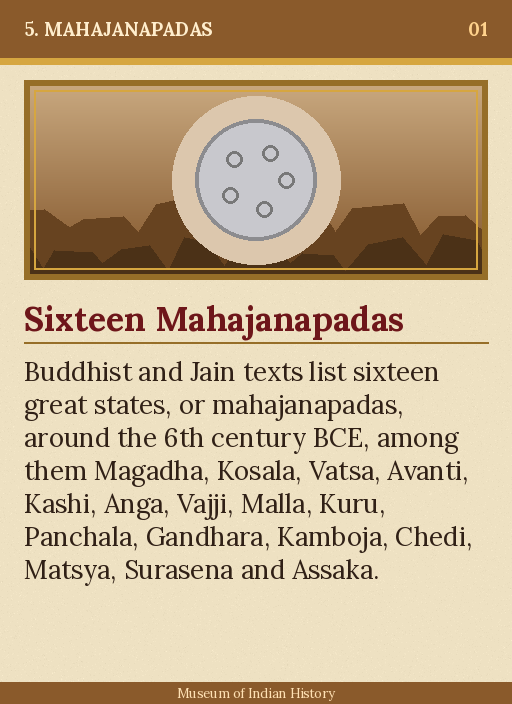 5. MAHAJANAPADAS
01
Sixteen Mahajanapadas
Buddhist and Jain texts list sixteen
great states, or mahajanapadas,
around the 6th century BCE, among
them Magadha, Kosala, Vatsa, Avanti,
Kashi, Anga, Vajji, Malla, Kuru,
Panchala, Gandhara, Kamboja, Chedi,
Matsya, Surasena and Assaka.
Museum of Indian History